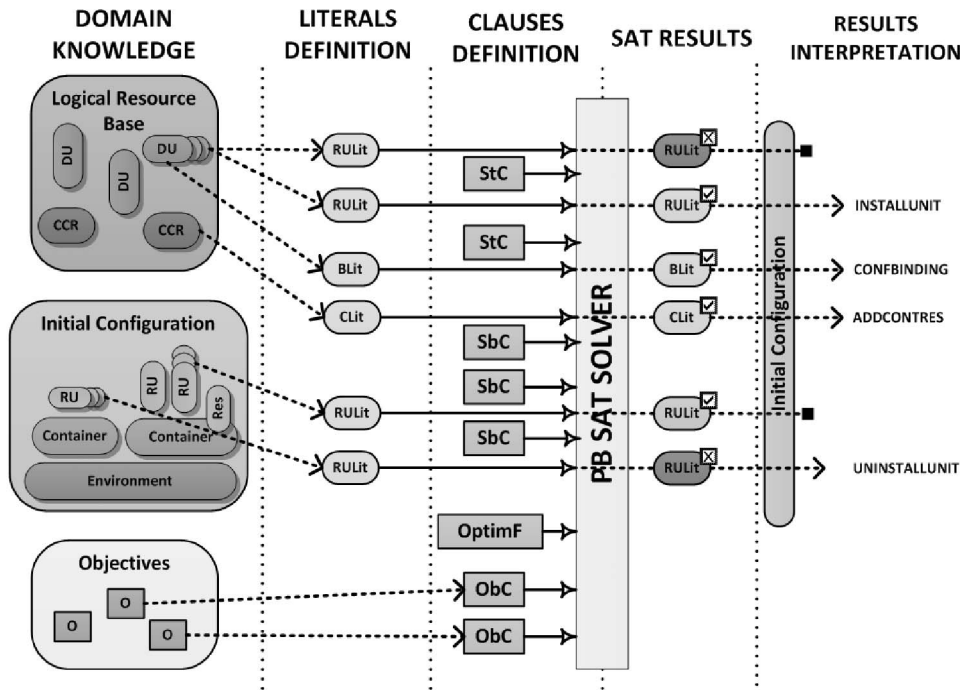 DOMAIN
KNOWLEDGE
LITERALS
DEFINITION
CLAUSES
DEFINITION
SAT RESULTS
RESULTS
INTERPRETATION
Logical Resource
Base
DU
DU
DU
CCR
CCR
Initial Configuration
RU
RU
RU
Res
Container
Container
Environment
Objectives
O
O
O
RULit
RULit
BLit
CLit
RULit
RULit
StC
StC
SbC
SbC
SbC
OptimF
ObC
ObC
PB SAT SOLVER
RULit
RULit
BLit
CLit
RULit
RULit
Initial Configuration
INSTALLUNIT
CONFBINDING
ADDCONTRES
UNINSTALLUNIT